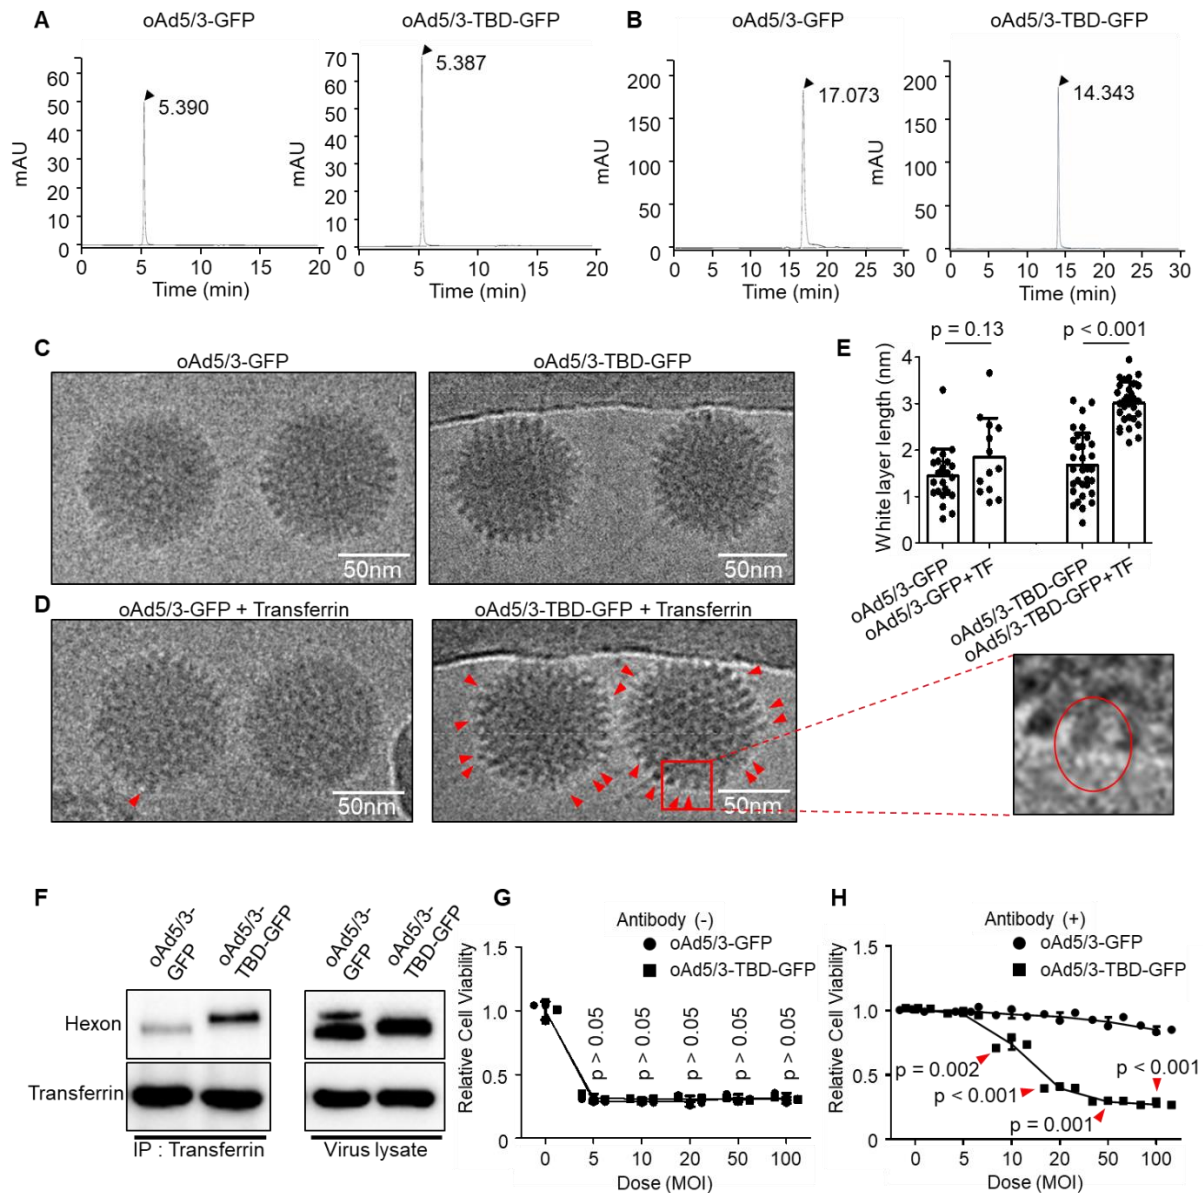 A
oAd5/3-GFP
oAd5/3-TBD-GFP
B
oAd5/3-GFP
oAd5/3-TBD-GFP
mAU
60
50
40
30
20
10
0
5.390
0 5 10 15 20
Time (min)
mAU
70
60
50
40
30
20
10
0
5.387
0 5 10 15 20
Time (min)
mAU
200
150
100
50
0
17.073
0 5 10 15 20 25 30
Time (min)
mAU
200
150
100
50
0
14.343
0 5 10 15 20 25 30
Time (min)
C
oAd5/3-GFP
oAd5/3-TBD-GFP
50nm
50nm
D
oAd5/3-GFP + Transferrin
oAd5/3-TBD-GFP + Transferrin
50nm
50nm
E
p = 0.13
p < 0.001
White layer length (nm)
4
3
2
1
0
oAd5/3-GFP
oAd5/3-GFP+TF
oAd5/3-TBD-GFP
oAd5/3-TBD-GFP+TF
F
oAd5/3-
GFP
oAd5/3-
TBD-GFP
oAd5/3-
GFP
oAd5/3-
TBD-GFP
Hexon
Transferrin
IP : Transferrin
Virus lysate
G
Antibody (-)
oAd5/3-GFP
oAd5/3-TBD-GFP
Relative Cell Viability
1.5
1.0
0.5
0
p > 0.05
p > 0.05
p > 0.05
p > 0.05
p > 0.05
0 5 10 20 50 100
Dose (MOI)
H
Antibody (+)
oAd5/3-GFP
oAd5/3-TBD-GFP
Relative Cell Viability
1.5
1.0
0.5
0
p = 0.002
p < 0.001
p = 0.001
p < 0.001
0 5 10 20 50 100
Dose (MOI)